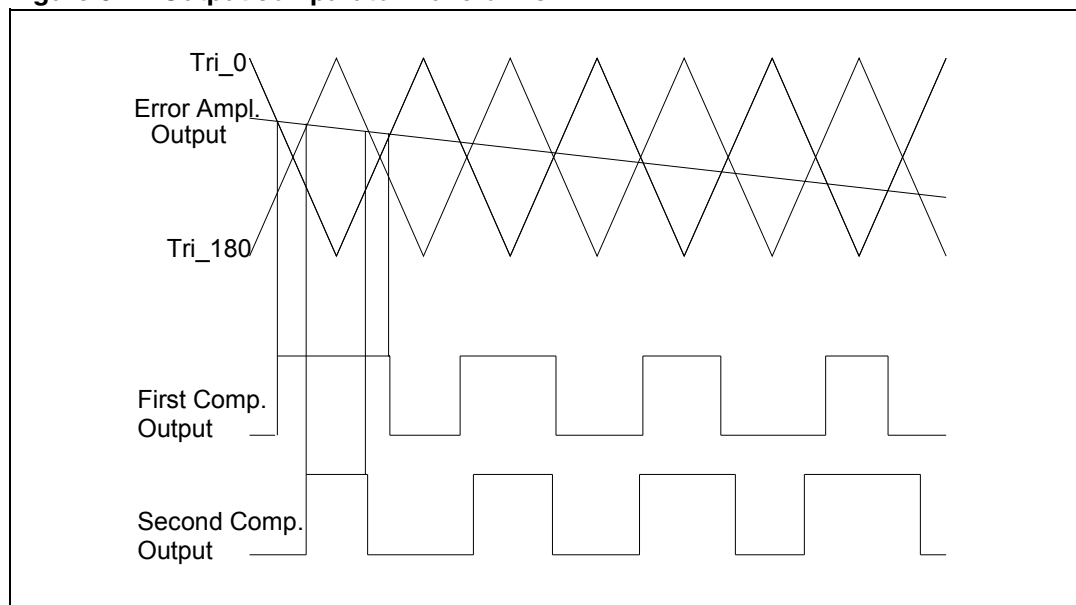 Tri_0
Error Ampl.
Output
Tri_180
First Comp.
Output
Second Comp.
Output